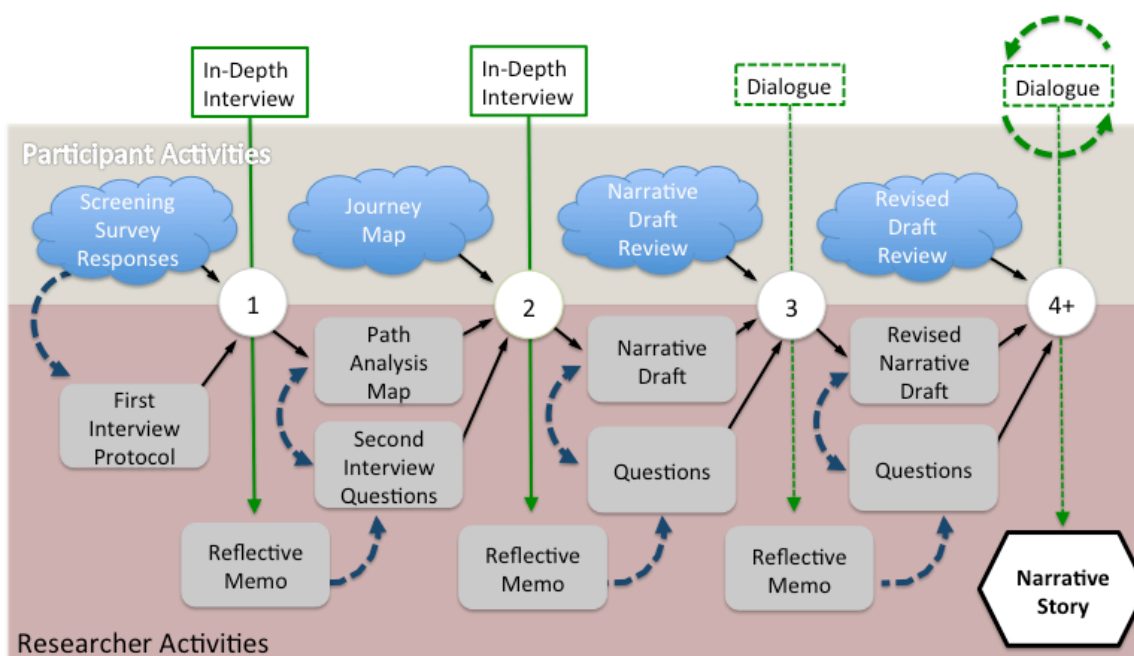 In-Depth
Interview
In-Depth
Interview
Dialogue
Dialogue
Participant Activities
Screening
Survey
Responses
Journey
Map
Narrative
Draft
Review
Revised
Draft
Review
1
2
3
4+
First
Interview
Protocol
Path
Analysis
Map
Second
Interview
Questions
Narrative
Draft
Questions
Revised
Narrative
Draft
Questions
Reflective
Memo
Reflective
Memo
Reflective
Memo
Narrative
Story
Researcher Activities